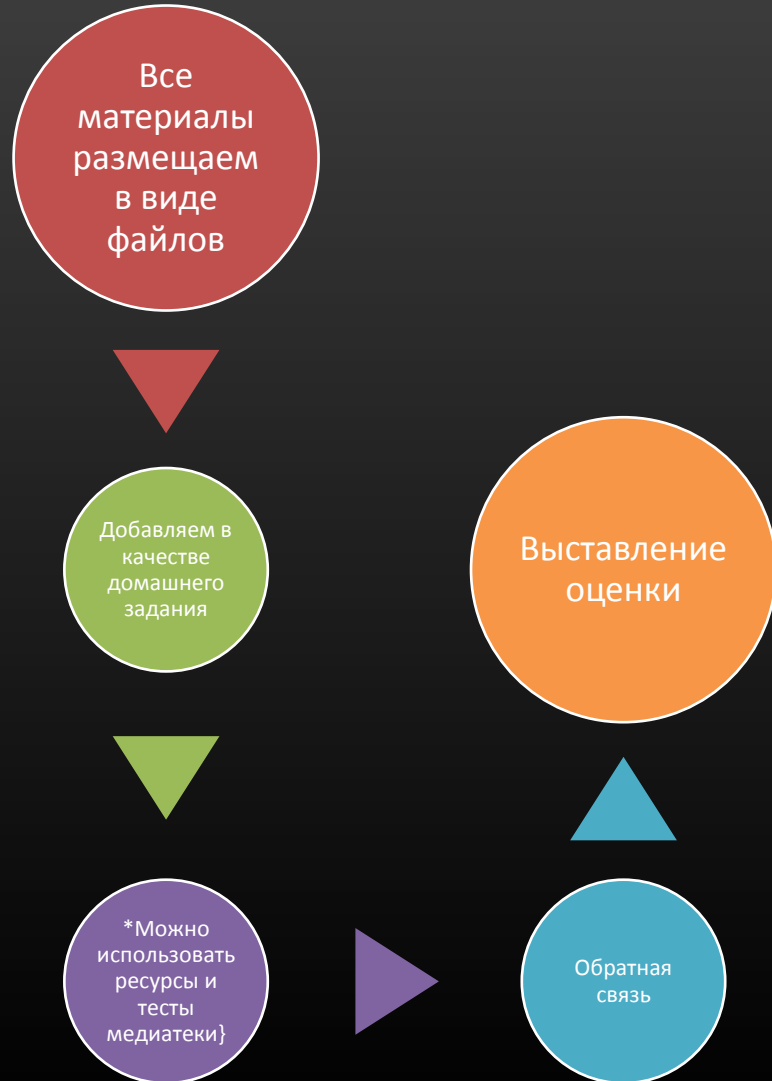 Все
материалы
размещаем
в виде
файлов
Добавляем в
качестве
домашнего
задания
*Можно
использовать
ресурсы и
тесты
медиатеки}
Обратная
связь
Выставление
оценки